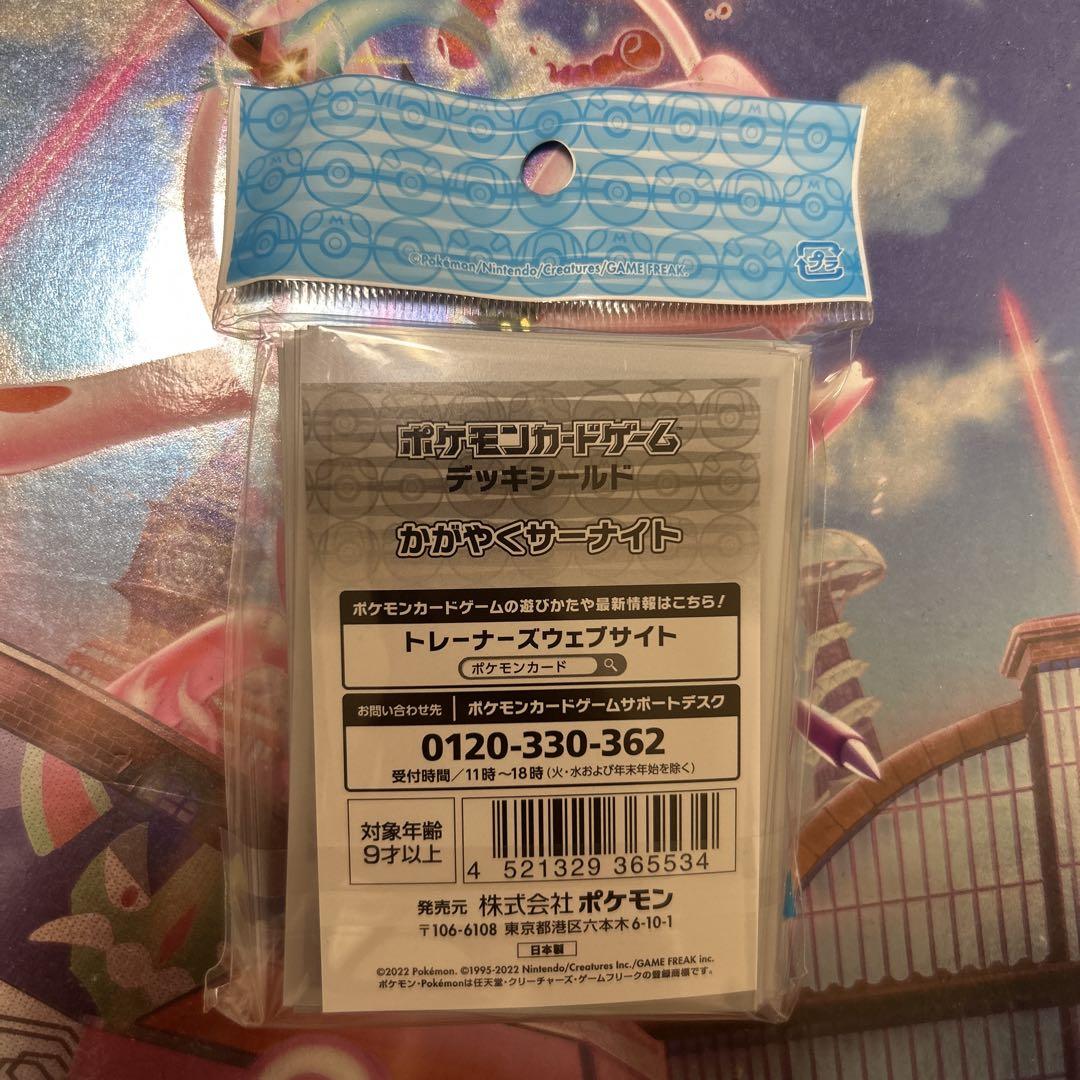 ©Pokémon/Nintendo/Creatures/GAME FREAK.
プラ
ポケモンカードゲーム™
デッキシールド
かがやくサーナイト
ポケモンカードゲームの遊びかたや最新情報はこちら!
トレーナーズウェブサイト
ポケモンカード
お問い合わせ先 | ポケモンカードゲームサポートデスク
0120-330-362
受付時間/11時~18時(火・水および年末年始を除く)
対象年齢
9才以上
4 521329 365534
発売元 株式会社 ポケモン
〒106-6108 東京都港区六本木6-10-1
日本製
©2022 Pokémon. ©1995-2022 Nintendo/Creatures Inc./GAME FREAK inc.
ポケモン・Pokémonは任天堂・クリーチャーズ・ゲームフリークの登録商標です。